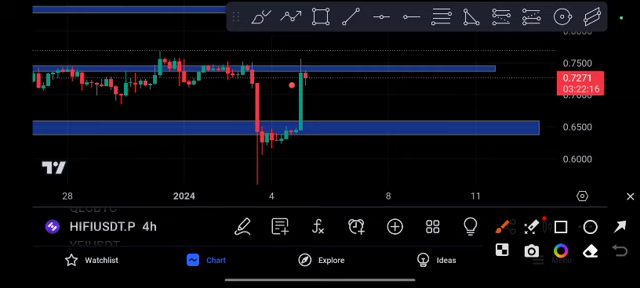 0.7500
0.7271
03:22:16
0.6500
0.6000
28
2024
4
8
11
HIFIUSDT.P 4h
Watchlist
Chart
Explore
Ideas
Menu